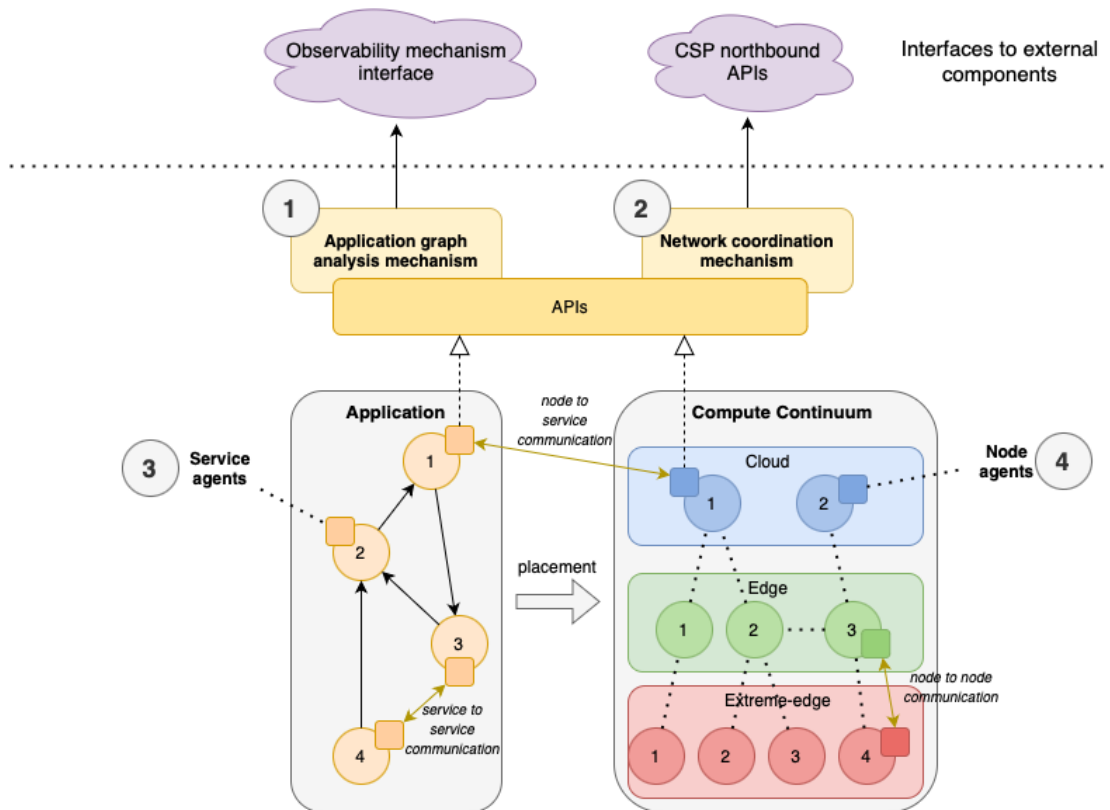 Observability mechanism
interface
CSP northbound
APIs
Interfaces to external
components
1
Application graph
analysis mechanism
2
Network coordination
mechanism
APIs
Application
node to
service
communication
Compute Continuum
3
Service
agents
1
2
3
4
service to
service
communication
placement
Cloud
1
2
Node
agents
4
Edge
1
2
3
node to node
communication
Extreme-edge
1
2
3
4